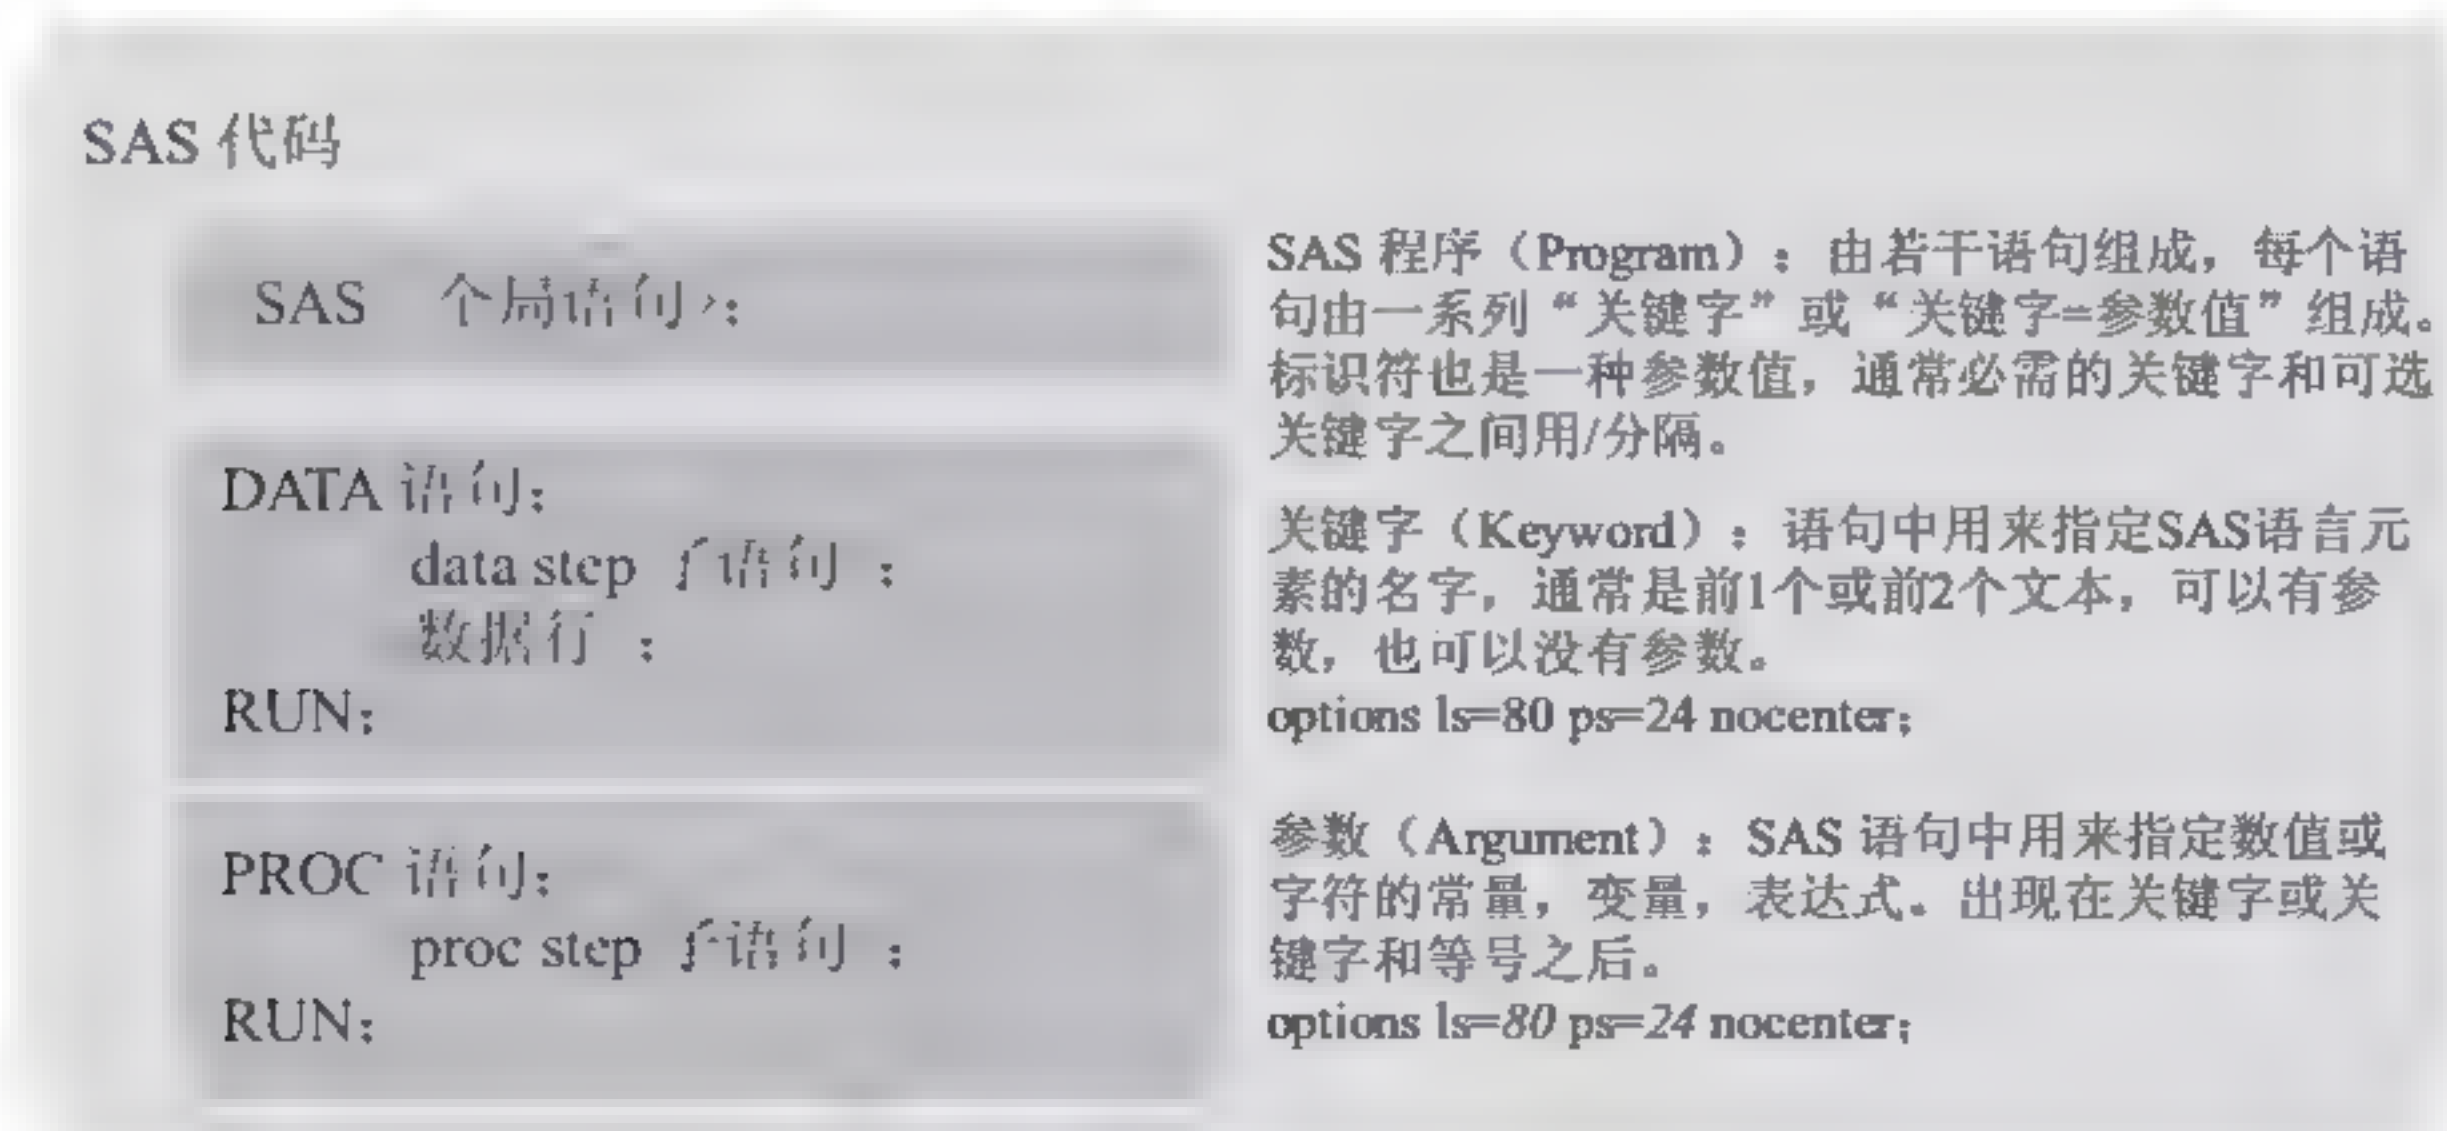 SAS 代码
SAS 局语句；
DATA 语句；
data step 语句 ；
数据行 ；
RUN；
PROC 语句；
proc step 语句 ；
RUN；
SAS 程序（Program）：由若干语句组成，每个语
句由一系列“关键字”或“关键字=参数值”组成。
标识符也是一种参数值，通常必需的关键字和可选
关键字之间用/分隔。
关键字（Keyword）：语句中用来指定SAS语言元
素的名字，通常是前1个或前2个文本，可以有参
数，也可以没有参数。
options ls=80 ps=24 nocenter；
参数（Argument）：SAS 语句中用来指定数值或
字符的常量，变量，表达式。出现在关键字或关
键字和等号之后。
options ls=80 ps=24 nocenter；